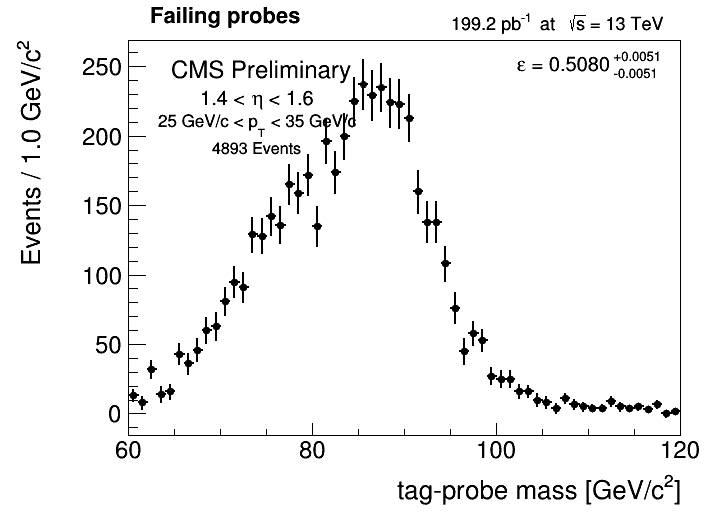 Failing probes
199.2 pb⁻¹ at √s = 13 TeV
CMS Preliminary
ε = 0.5080 +0.0051 -0.0051
1.4 < η < 1.6
25 GeV/c < p_T < 35 GeV/c
4893 Events
Events / 1.0 GeV/c²
250
200
150
100
50
0
60 80 100 120
tag-probe mass [GeV/c²]